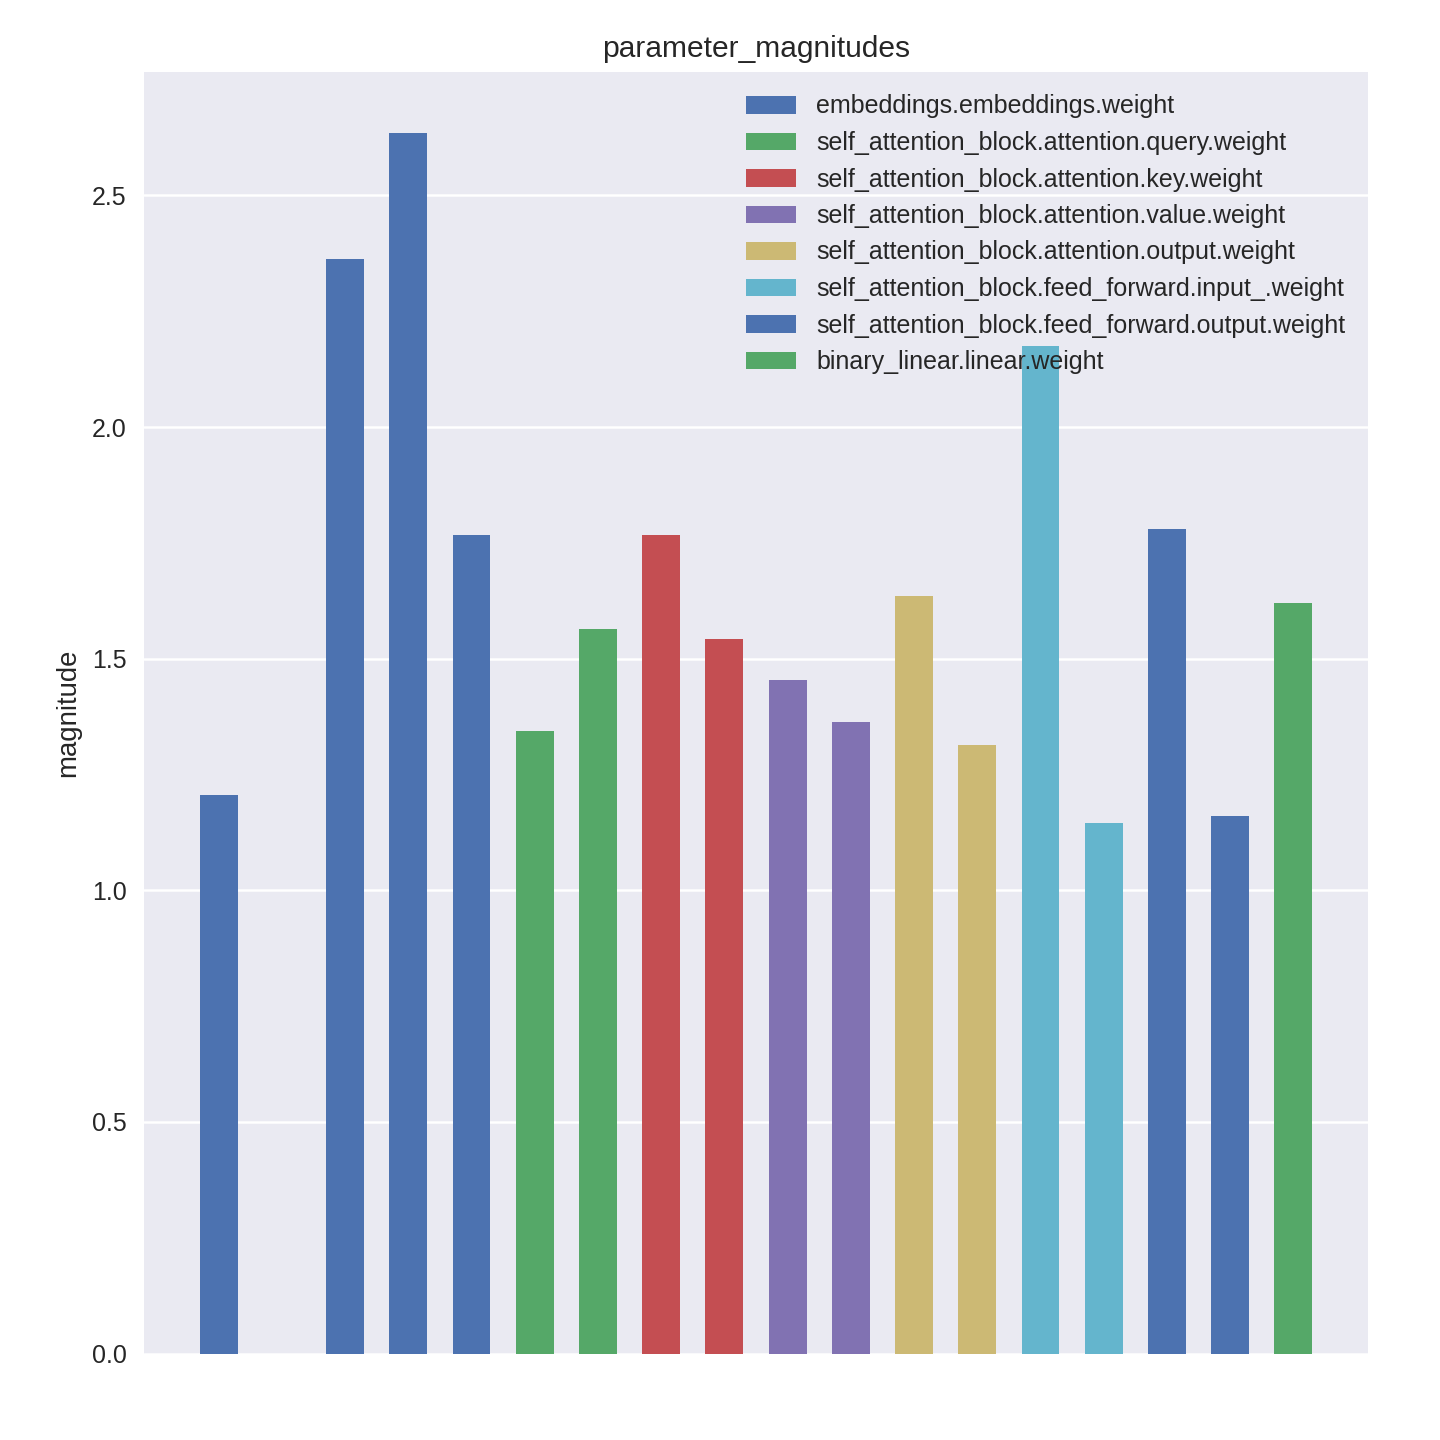 parameter_magnitudes
embeddings.embeddings.weight
self_attention_block.attention.query.weight
self_attention_block.attention.key.weight
self_attention_block.attention.value.weight
self_attention_block.attention.output.weight
self_attention_block.feed_forward.input_.weight
self_attention_block.feed_forward.output.weight
binary_linear.linear.weight
magnitude
2.5
2.0
1.5
1.0
0.5
0.0